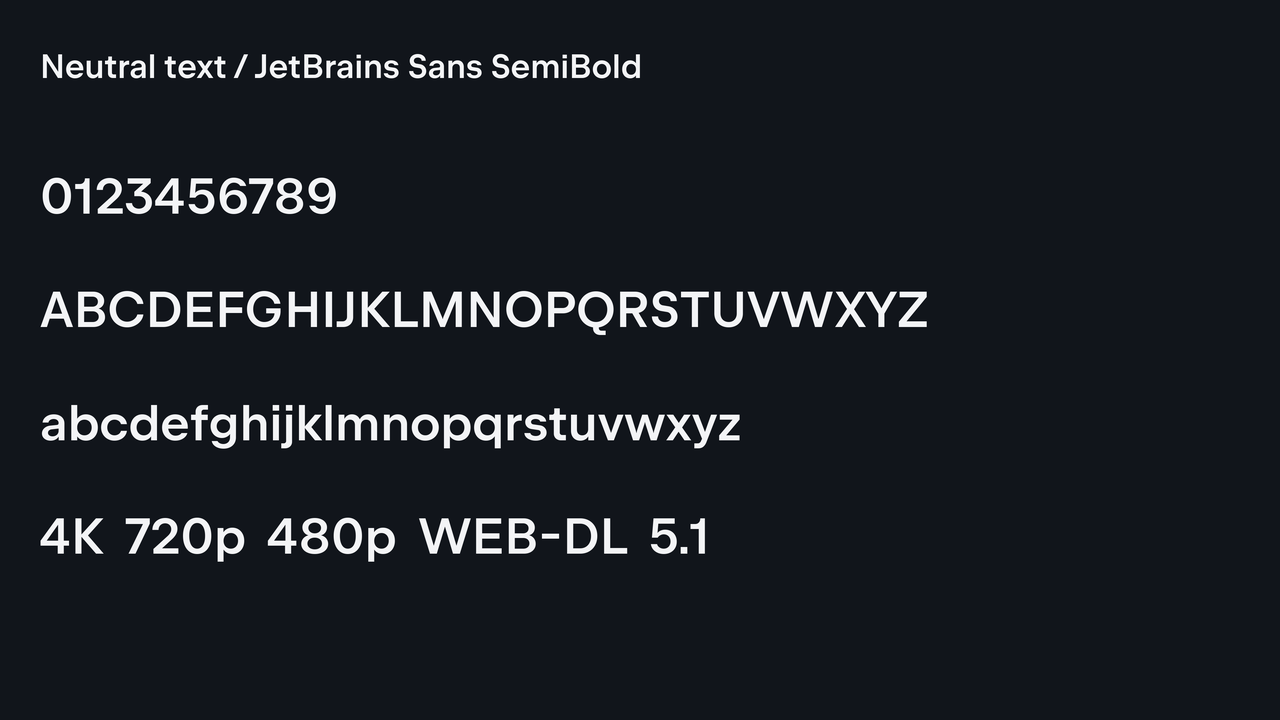 Neutral text / JetBrains Sans SemiBold
0123456789
ABCDEFGHIJKLMNOPQRSTUVWXYZ
abcdefghijklmnopqrstuvwxyz
4K 720p 480p WEB-DL 5.1